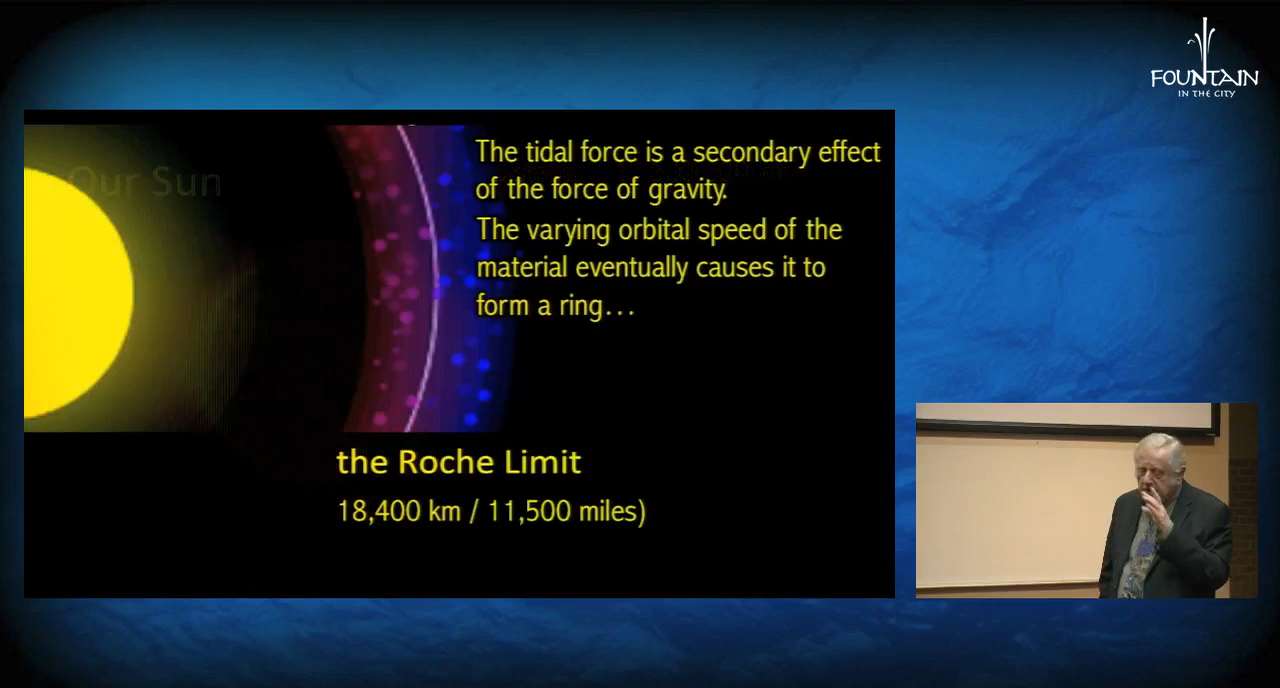 FOUNTAIN
IN THE CITY
Our Sun
The tidal force is a secondary effect
of the force of gravity.
The varying orbital speed of the
material eventually causes it to
form a ring...
the Roche Limit
18,400 km / 11,500 miles)